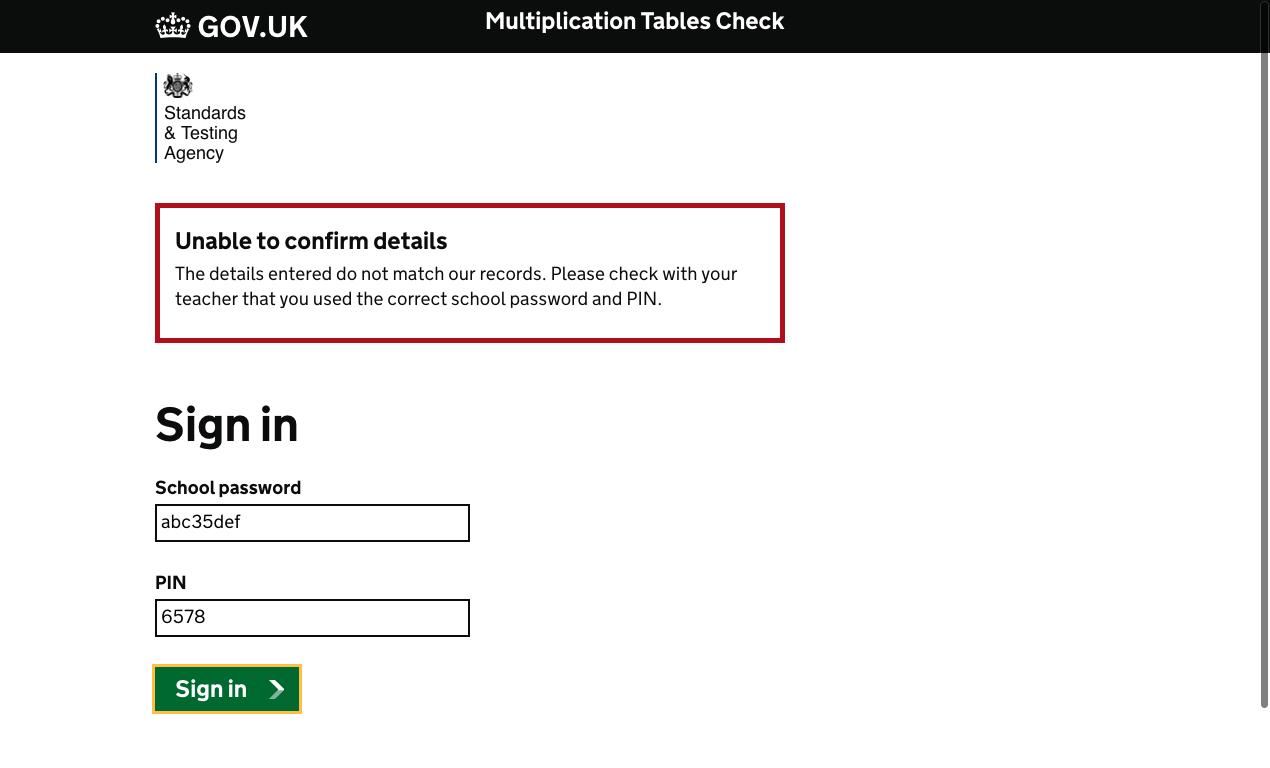 GOV.UK
Multiplication Tables Check
Standards
& Testing
Agency
Unable to confirm details
The details entered do not match our records. Please check with your
teacher that you used the correct school password and PIN.
Sign in
School password
abc35def
PIN
6578
Sign in